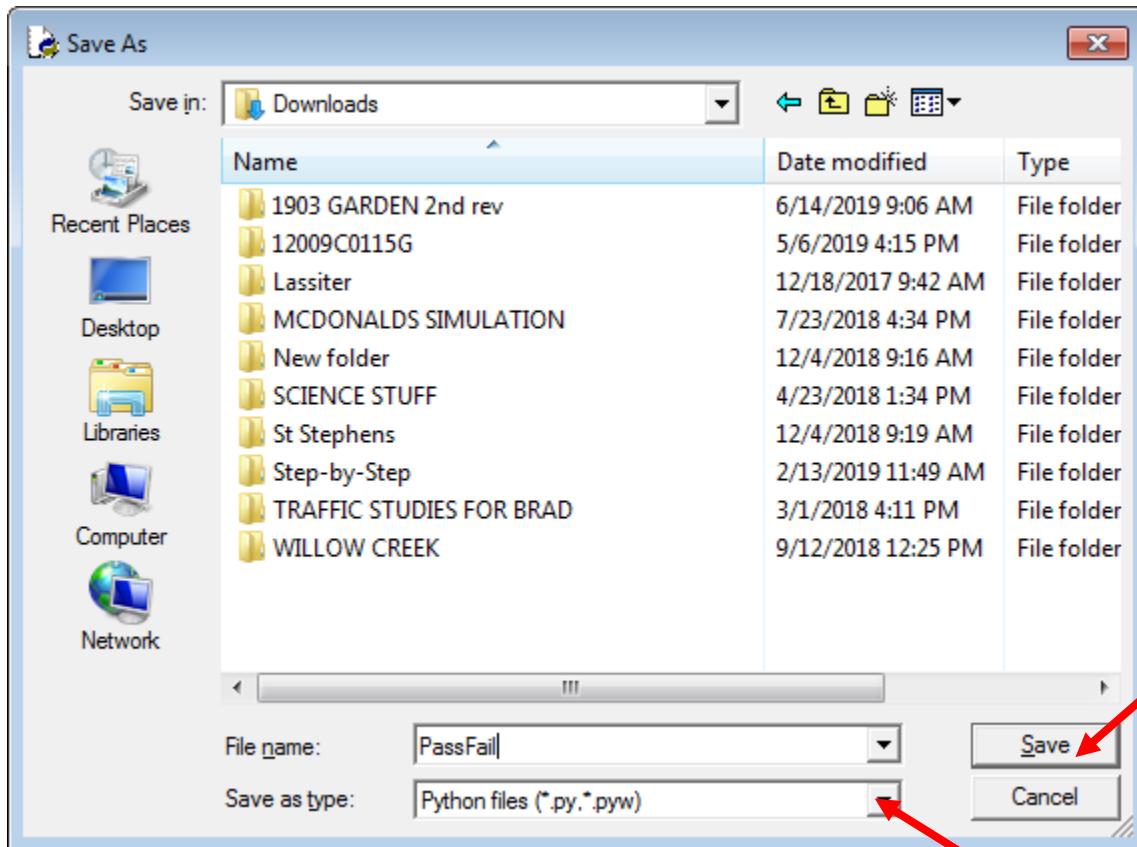 Save As
Save in: Downloads
Name Date modified Type
1903 GARDEN 2nd rev 6/14/2019 9:06 AM File folder
12009C0115G 5/6/2019 4:15 PM File folder
Lassiter 12/18/2017 9:42 AM File folder
MCDONALDS SIMULATION 7/23/2018 4:34 PM File folder
New folder 12/4/2018 9:16 AM File folder
SCIENCE STUFF 4/23/2018 1:34 PM File folder
St Stephens 12/4/2018 9:19 AM File folder
Step-by-Step 2/13/2019 11:49 AM File folder
TRAFFIC STUDIES FOR BRAD 3/1/2018 4:11 PM File folder
WILLOW CREEK 9/12/2018 12:25 PM File folder
Recent Places
Desktop
Libraries
Computer
Network
File name: PassFail Save
Save as type: Python files (*.py,*.pyw) Cancel